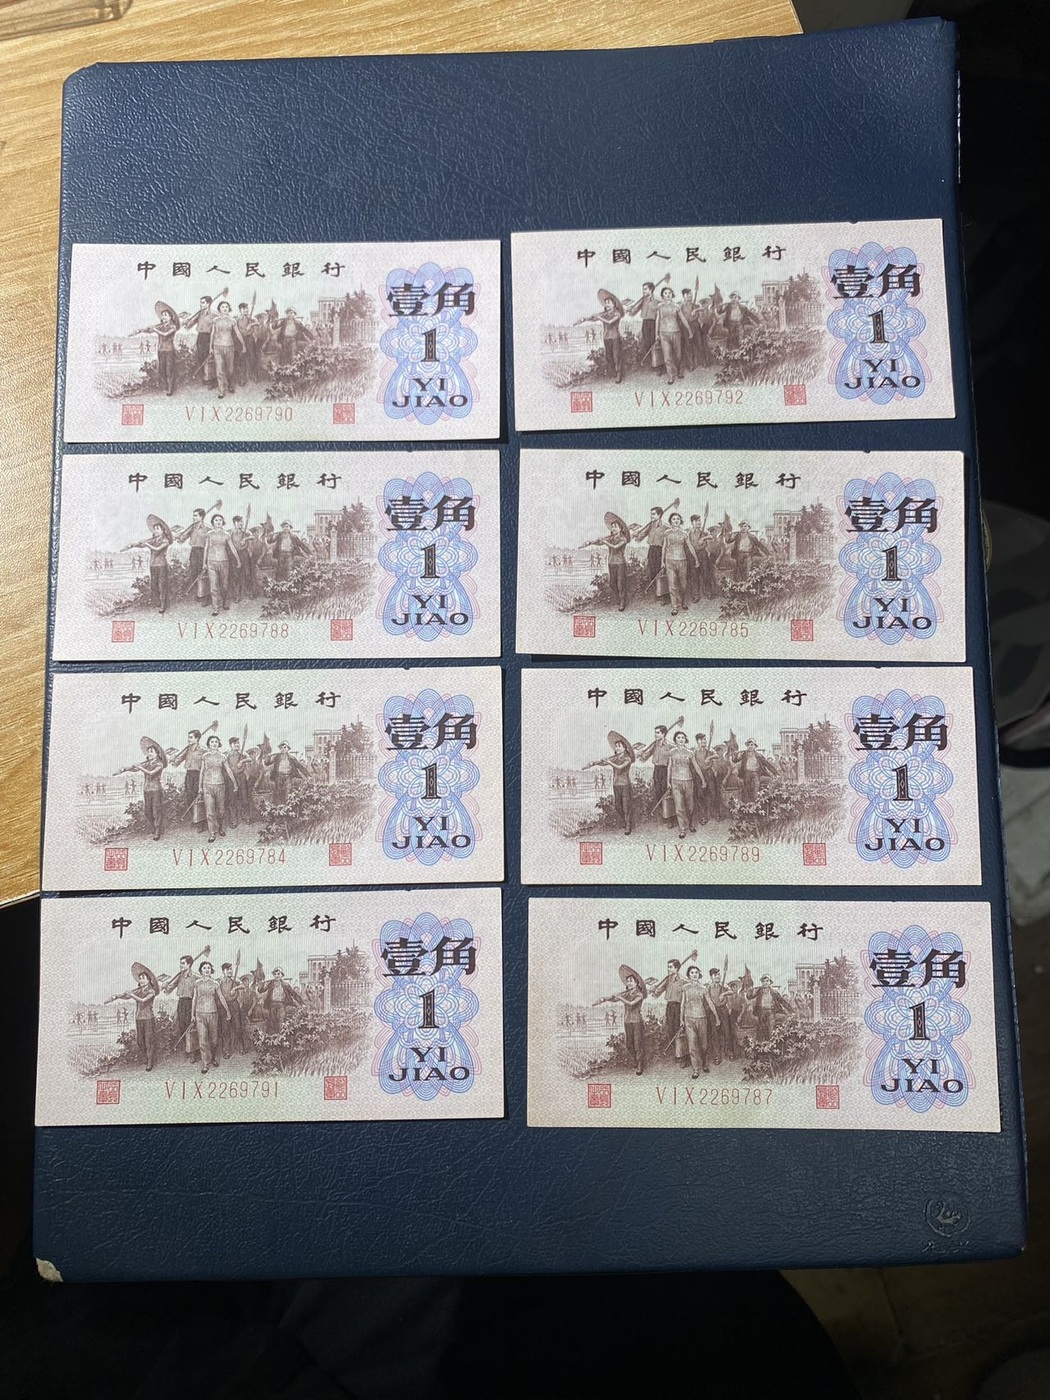 中國人民銀行
壹角
1
YI
JIAO
VIX2269790
中國人民銀行
壹角
1
YI
JIAO
VIX2269792
中國人民銀行
壹角
1
YI
JIAO
VIX2269788
中國人民銀行
壹角
1
YI
JIAO
VIX2269785
中國人民銀行
壹角
1
YI
JIAO
VIX2269784
中國人民銀行
壹角
1
YI
JIAO
VIX2269789
中國人民銀行
壹角
1
YI
JIAO
VIX2269791
中國人民銀行
壹角
1
YI
JIAO
VIX2269787